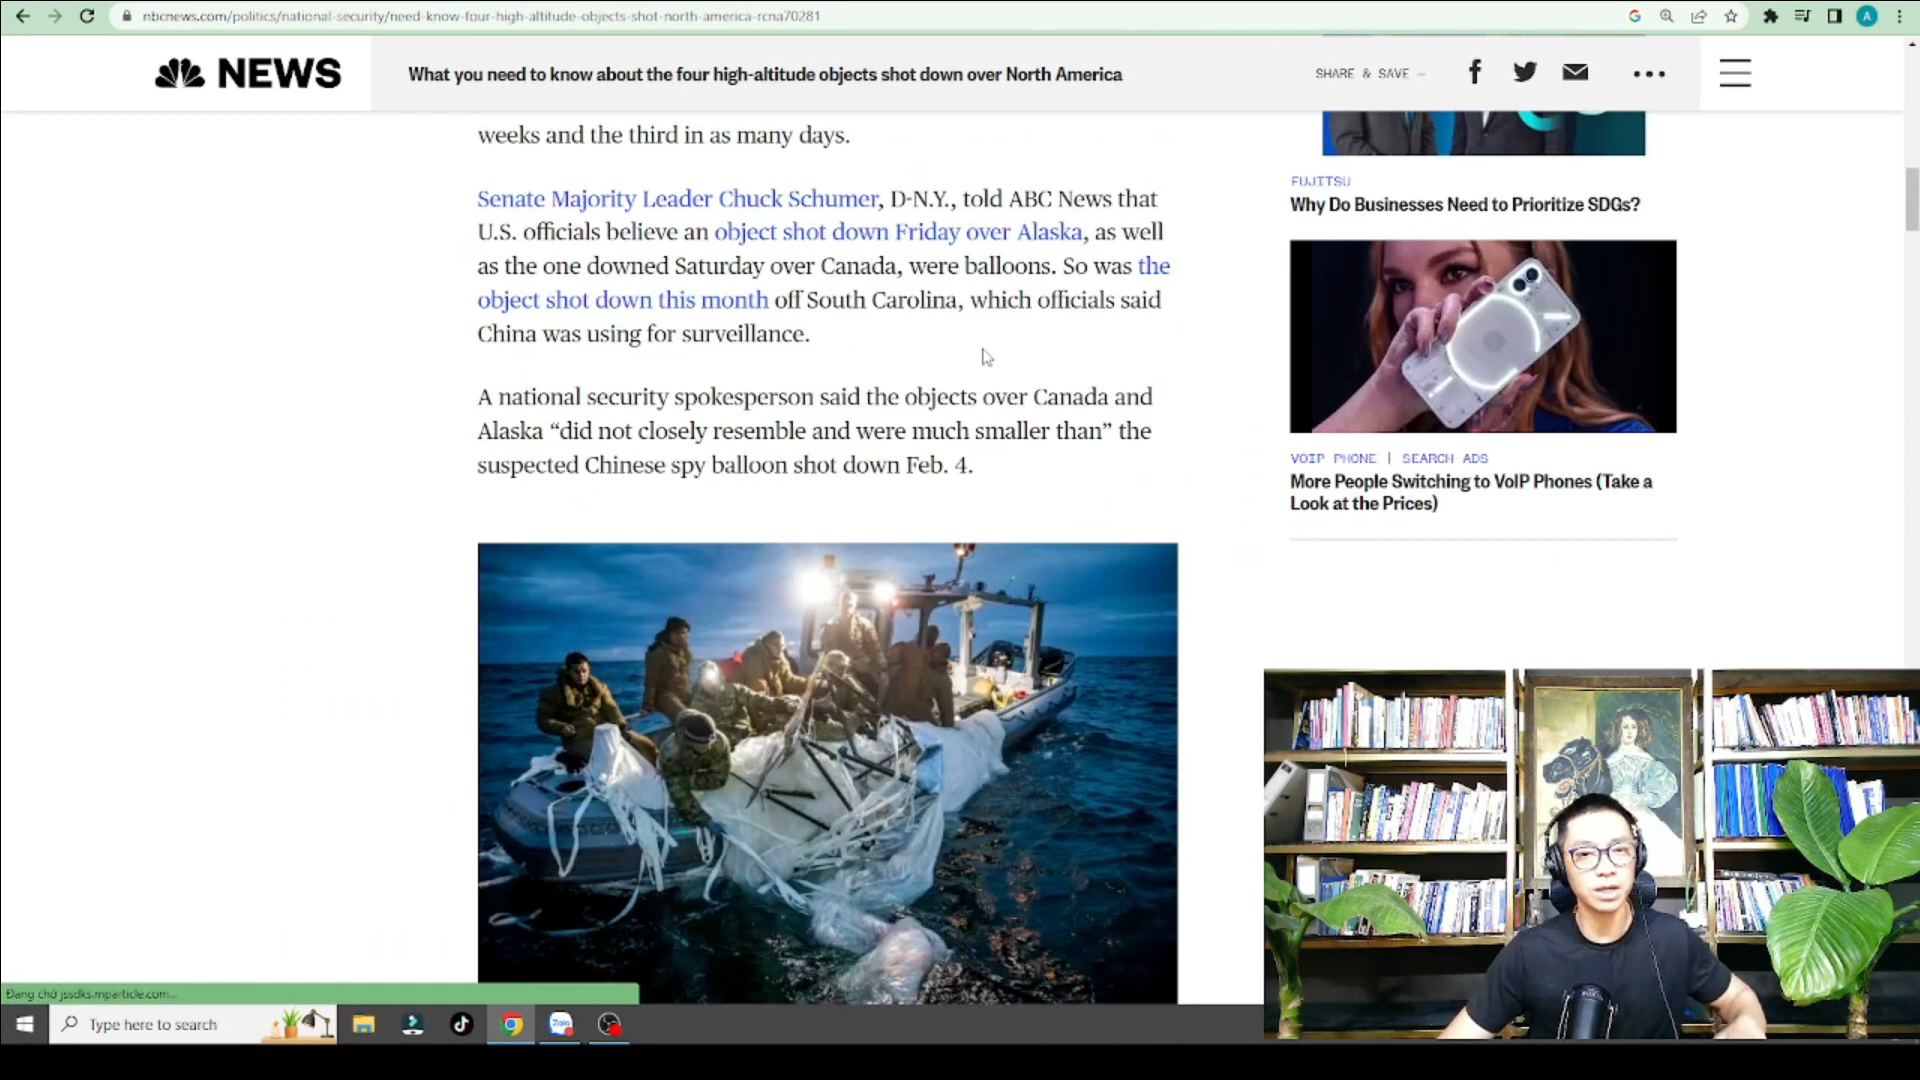 nbcnews.com/politics/national-security/need-know-four-high-altitude-objects-shot-north-america-rcna70281
A
NEWS
What you need to know about the four high-altitude objects shot down over North America
SHARE & SAVE —
weeks and the third in as many days.
Senate Majority Leader Chuck Schumer, D-N.Y., told ABC News that
U.S. officials believe an object shot down Friday over Alaska, as well
as the one downed Saturday over Canada, were balloons. So was the
object shot down this month off South Carolina, which officials said
China was using for surveillance.
A national security spokesperson said the objects over Canada and
Alaska “did not closely resemble and were much smaller than” the
suspected Chinese spy balloon shot down Feb. 4.
FUJITSU
Why Do Businesses Need to Prioritize SDGs?
VOIP PHONE | SEARCH ADS
More People Switching to VoIP Phones (Take a
Look at the Prices)
Đang chờ jssdks.mparticle.com...
Type here to search
Zalo